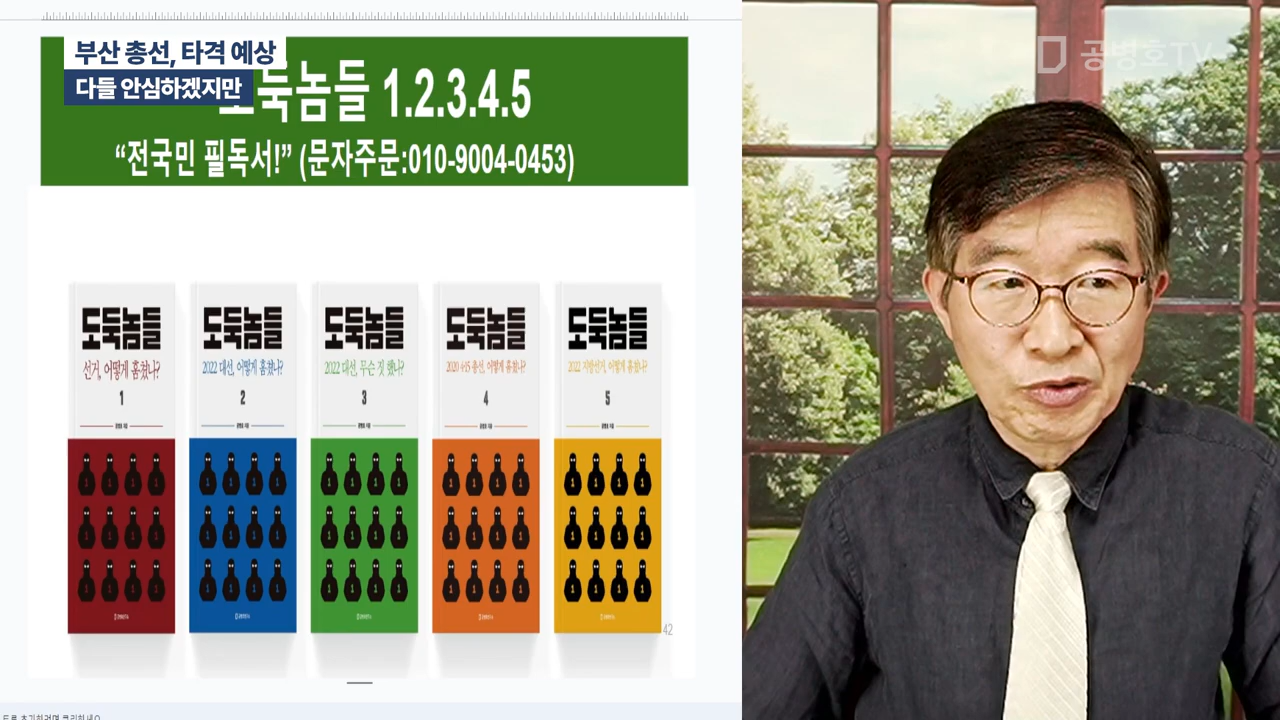 부산 총선, 타격 예상
다들 안심하겠지만
도둑놈들 1.2.3.4.5
“전국민 필독서!” (문자주문:010-9004-0453)
공병호TV
도둑놈들
선거, 어떻게 훔쳤나?
1
도둑놈들
2022 대선, 어떻게 훔쳤나?
2
도둑놈들
2022 대선, 무슨 짓 했나?
3
도둑놈들
2020 4·15 총선, 어떻게 훔쳤나?
4
도둑놈들
2022 지방선거, 어떻게 훔쳤나?
5
42